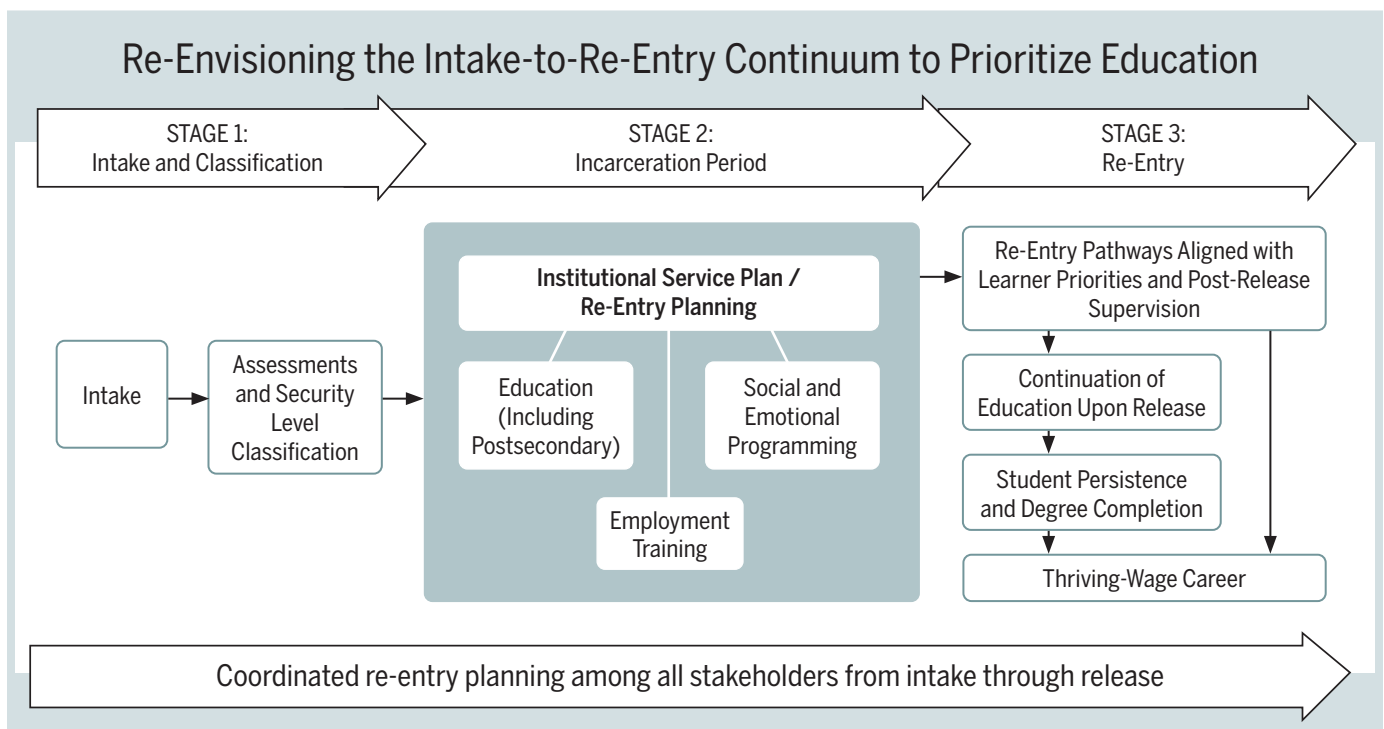 Re-Envisioning the Intake-to-Re-Entry Continuum to Prioritize Education
STAGE 1:
Intake and Classification
STAGE 2:
Incarceration Period
STAGE 3:
Re-Entry
Intake
Assessments
and Security
Level
Classification
Institutional Service Plan /
Re-Entry Planning
Education
(Including
Postsecondary)
Social and
Emotional
Programming
Employment
Training
Re-Entry Pathways Aligned with
Learner Priorities and Post-Release
Supervision
Continuation of
Education Upon Release
Student Persistence
and Degree Completion
Thriving-Wage Career
Coordinated re-entry planning among all stakeholders from intake through release